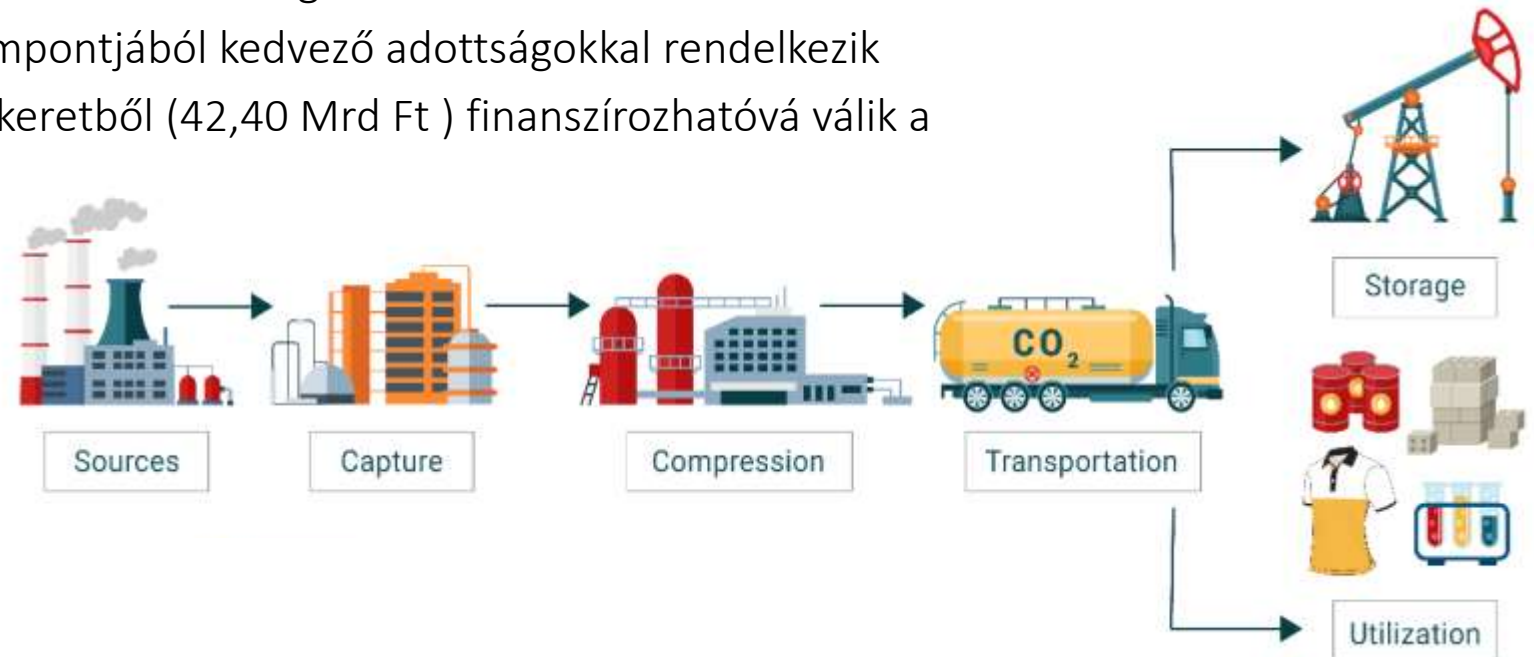 mpontjából kedvező adottságokkal rendelkezik
keretből (42,40 Mrd Ft ) finanszírozhatóvá válik a
CO2
Storage
Sources
Capture
Compression
Transportation
Utilization